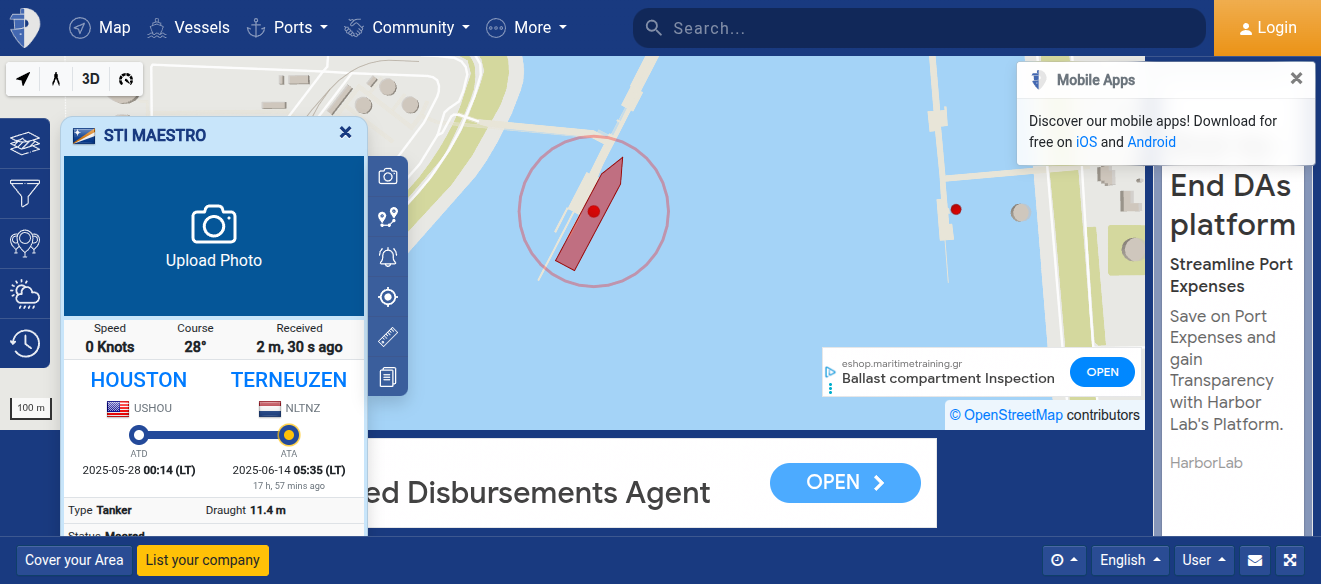 Map
Vessels
Ports
Community
More
Search...
Login
3D
Mobile Apps
Discover our mobile apps! Download for
free on iOS and Android
STI MAESTRO
Upload Photo
Speed Course Received
0 Knots 28° 2 m, 30 s ago
HOUSTON TERNEUZEN
USHOU NLTNZ
ATD ATA
2025-05-28 00:14 (LT) 2025-06-14 05:35 (LT)
17 h, 57 mins ago
Type Tanker Draught 11.4 m
Status Moored
100 m
eshop.maritimetraining.gr
Ballast compartment Inspection
OPEN
© OpenStreetMap contributors
ed Disbursements Agent
OPEN
End DAs
platform
Streamline Port
Expenses
Save on Port
Expenses and
gain
Transparency
with Harbor
Lab's Platform.
HarborLab
Cover your Area
List your company
English
User